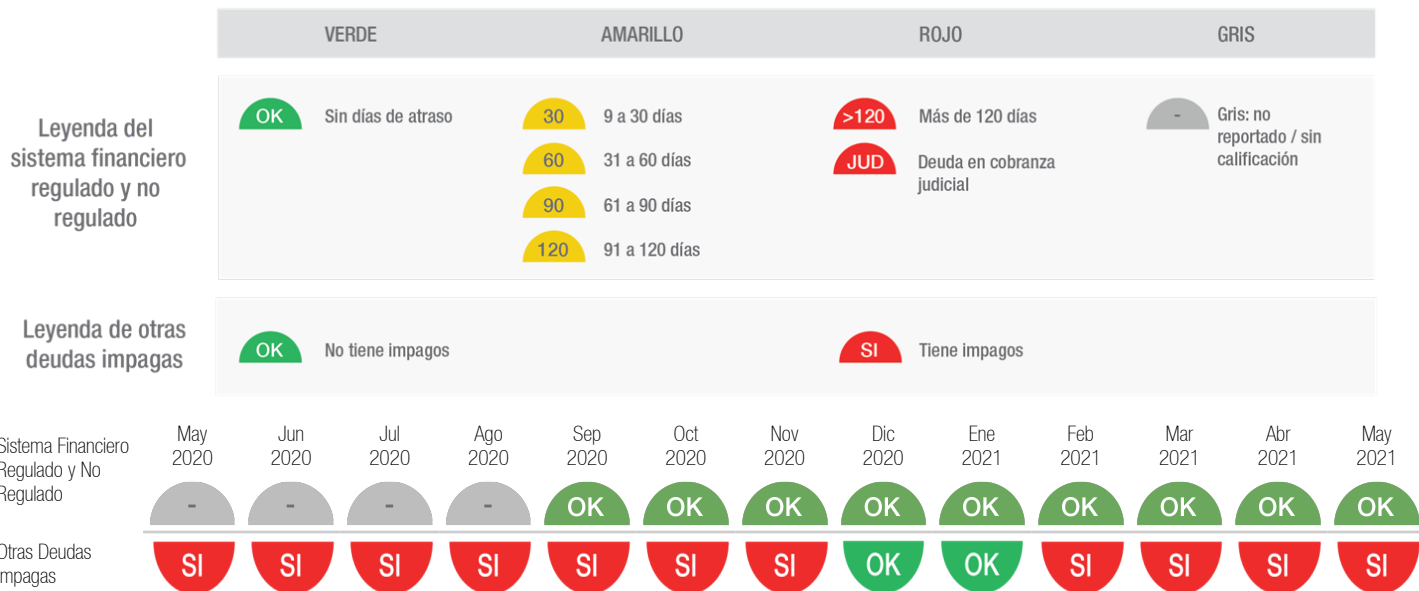 VERDE AMARILLO ROJO GRIS
Leyenda del
sistema financiero
regulado y no
regulado
OK Sin días de atraso
30 9 a 30 días
60 31 a 60 días
90 61 a 90 días
120 91 a 120 días
>120 Más de 120 días
JUD Deuda en cobranza
judicial
- Gris: no
reportado / sin
calificación
Leyenda de otras
deudas impagas
OK No tiene impagos
SI Tiene impagos
Sistema Financiero
Regulado y No
Regulado
May Jun Jul Ago Sep Oct Nov Dic Ene Feb Mar Abr May
2020 2020 2020 2020 2020 2020 2020 2020 2021 2021 2021 2021 2021
- - - - OK OK OK OK OK OK OK OK OK
Otras Deudas
Impagas
SI SI SI SI SI SI SI OK OK SI SI SI SI